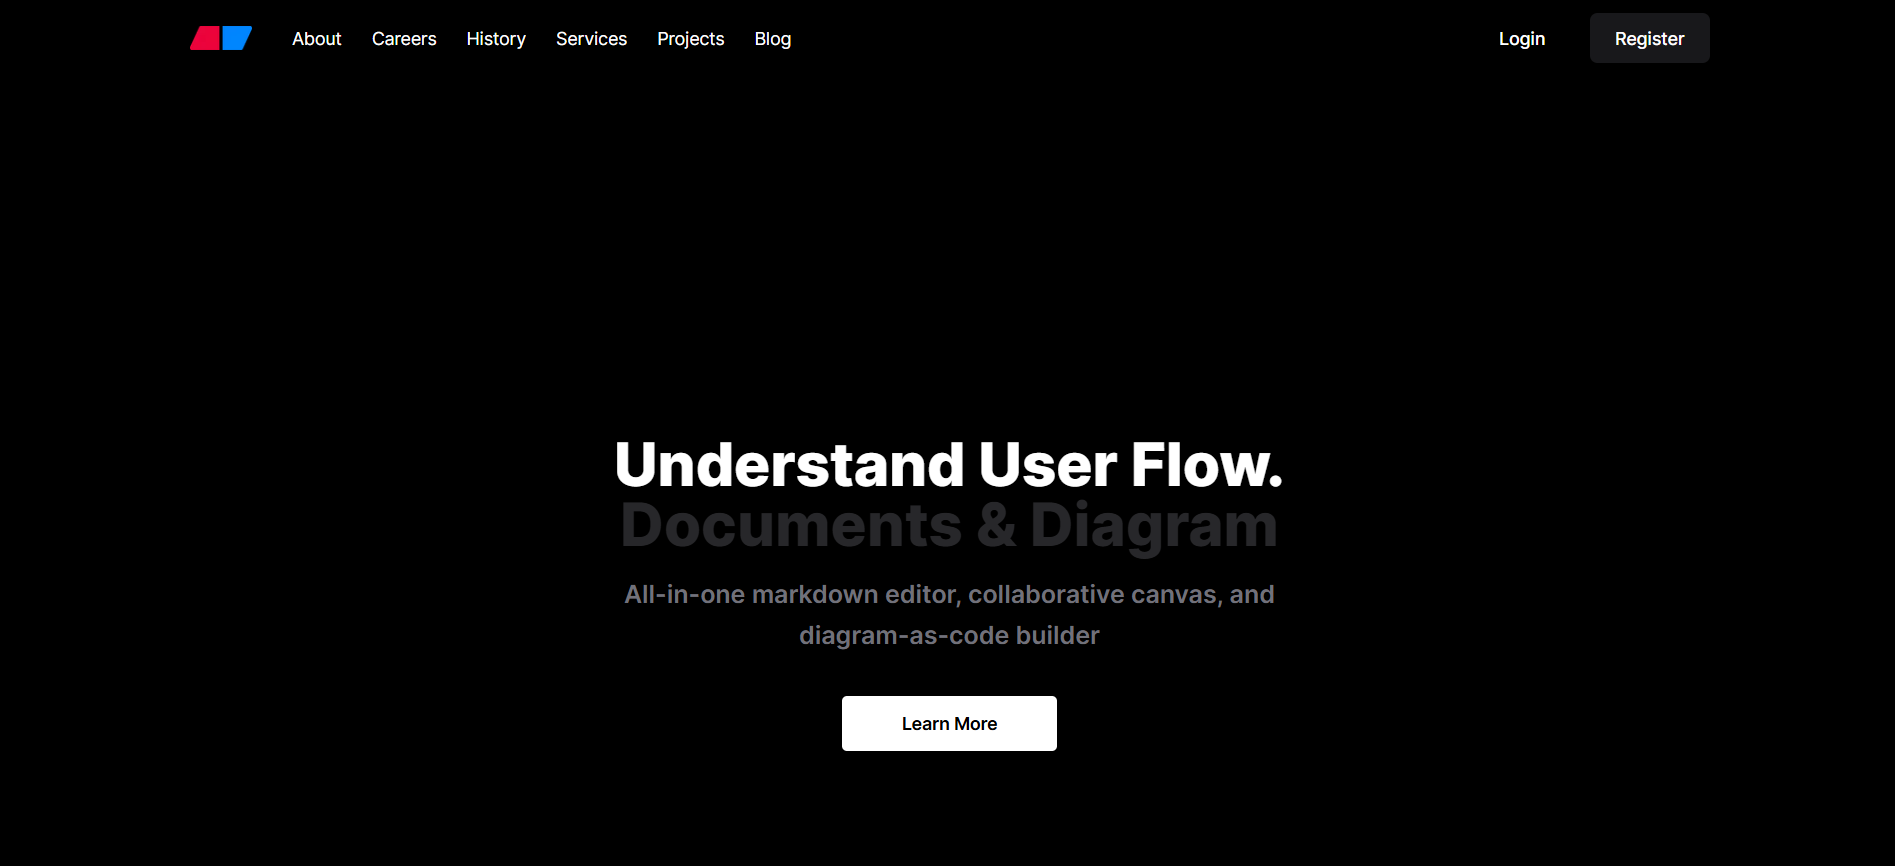 About Careers History Services Projects Blog Login Register
Understand User Flow.
Documents & Diagram
All-in-one markdown editor, collaborative canvas, and
diagram-as-code builder
Learn More